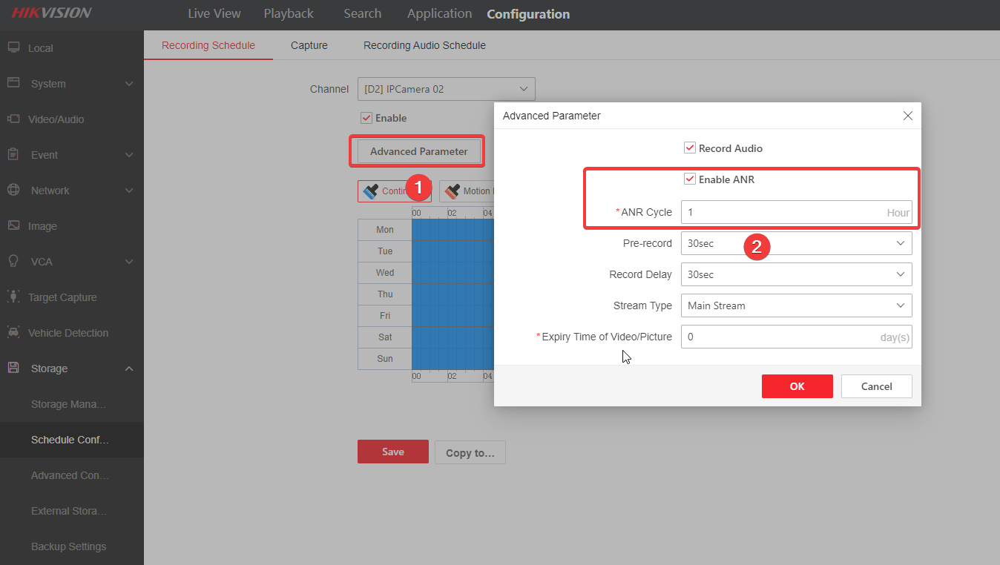 HIKVISION
Live View Playback Search Application Configuration
Local
System
Video/Audio
Event
Network
Image
VCA
Target Capture
Vehicle Detection
Storage
Storage Mana...
Schedule Conf...
Advanced Con...
External Stora...
Backup Settings
Recording Schedule Capture Recording Audio Schedule
Channel [D2] IPCamera 02
Enable
Advanced Parameter
1
Contin Motion
00 02 04
Mon
Tue
Wed
Thu
Fri
Sat
Sun
00 02 04
Save Copy to...
Advanced Parameter
Record Audio
Enable ANR
*ANR Cycle 1 Hour
Pre-record 30sec
2
Record Delay 30sec
Stream Type Main Stream
*Expiry Time of Video/Picture 0 day(s)
OK Cancel